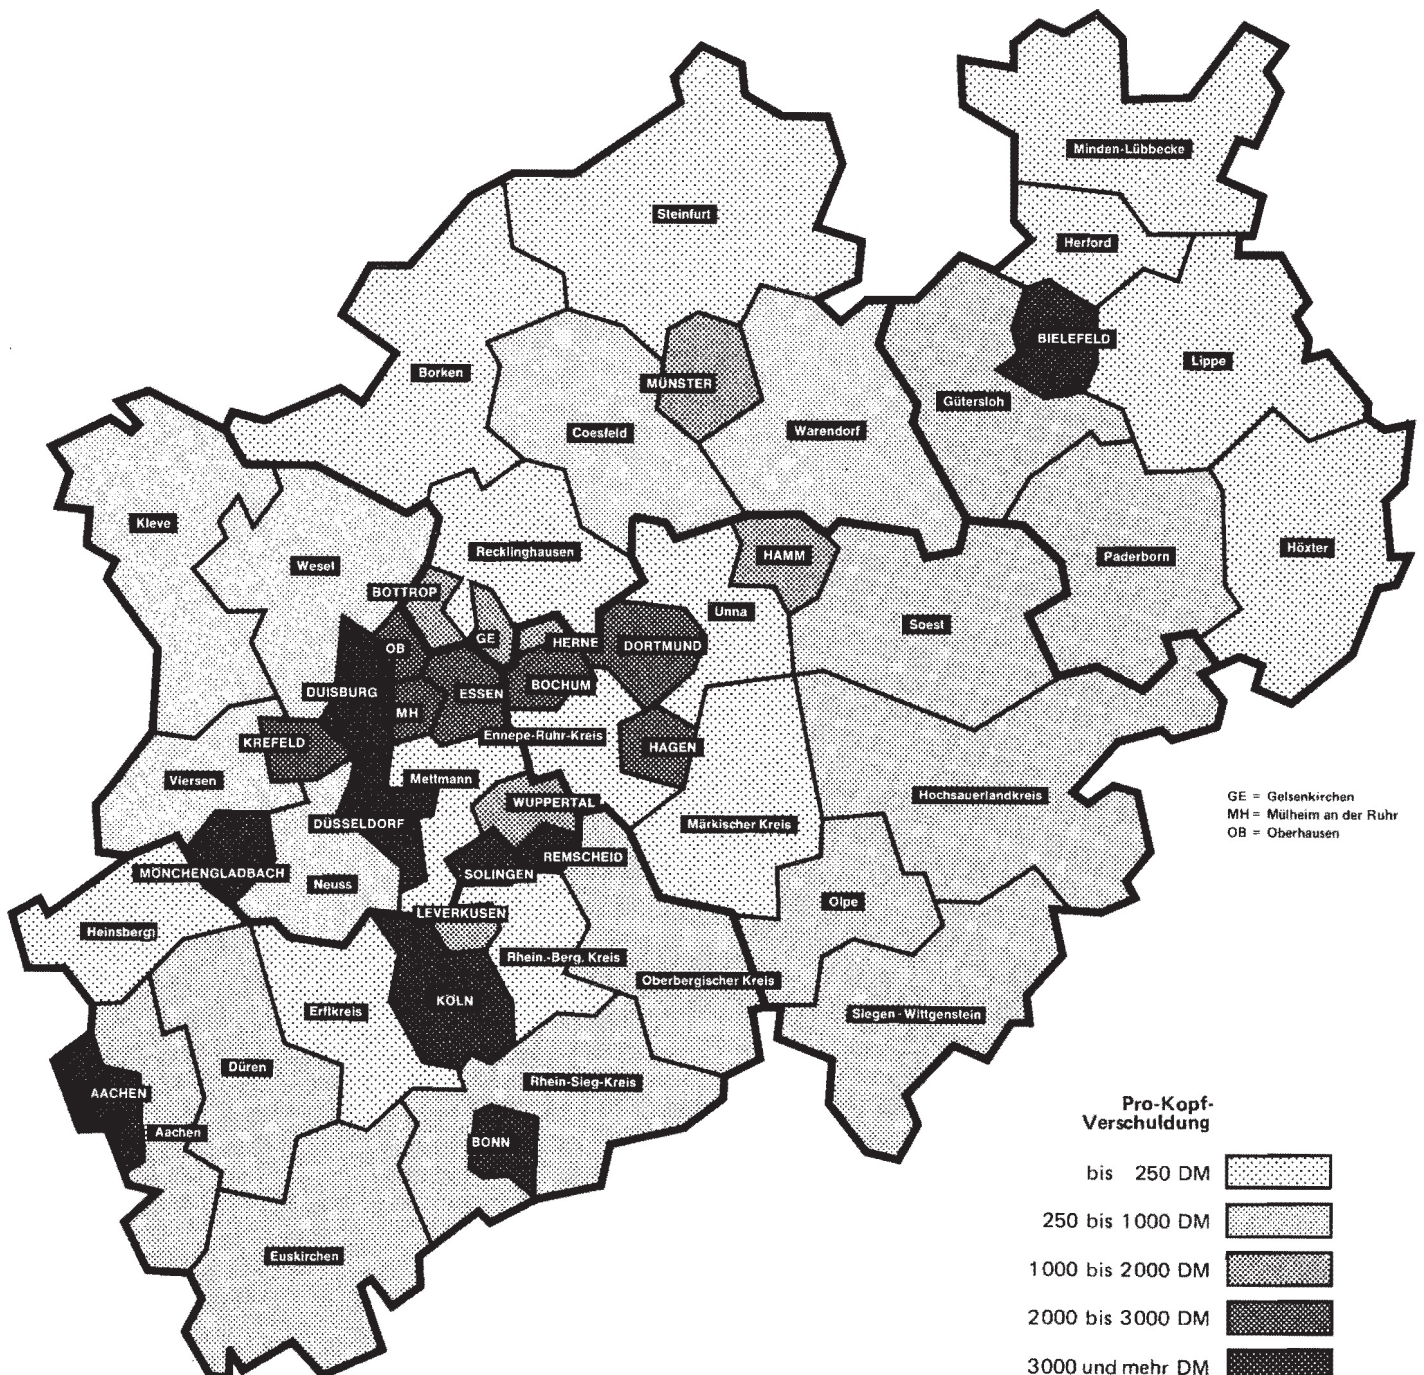 Minden-Lübbecke
Steinfurt
Herford
BIELEFELD
Lippe
Borken
MÜNSTER
Gütersloh
Coesfeld
Warendorf
Kleve
Recklinghausen
HAMM
Paderborn
Höxter
Wesel
BOTTROP
Unna
Soest
GE
HERNE
DORTMUND
OB
DUISBURG
ESSEN
BOCHUM
MH
KREFELD
Ennepe-Ruhr-Kreis
HAGEN
Viersen
Mettmann
Hochsauerlandkreis
WUPPERTAL
DÜSSELDORF
Märkischer Kreis
GE = Gelsenkirchen
MH = Mülheim an der Ruhr
OB = Oberhausen
REMSCHEID
MÖNCHENGLADBACH
SOLINGEN
Neuss
Olpe
LEVERKUSEN
Heinsberg
Rhein.-Berg. Kreis
Oberbergischer Kreis
KÖLN
Erftkreis
Siegen-Wittgenstein
Düren
Rhein-Sieg-Kreis
AACHEN
Aachen
BONN
Euskirchen
Pro-Kopf-
Verschuldung
bis 250 DM
250 bis 1000 DM
1000 bis 2000 DM
2000 bis 3000 DM
3000 und mehr DM